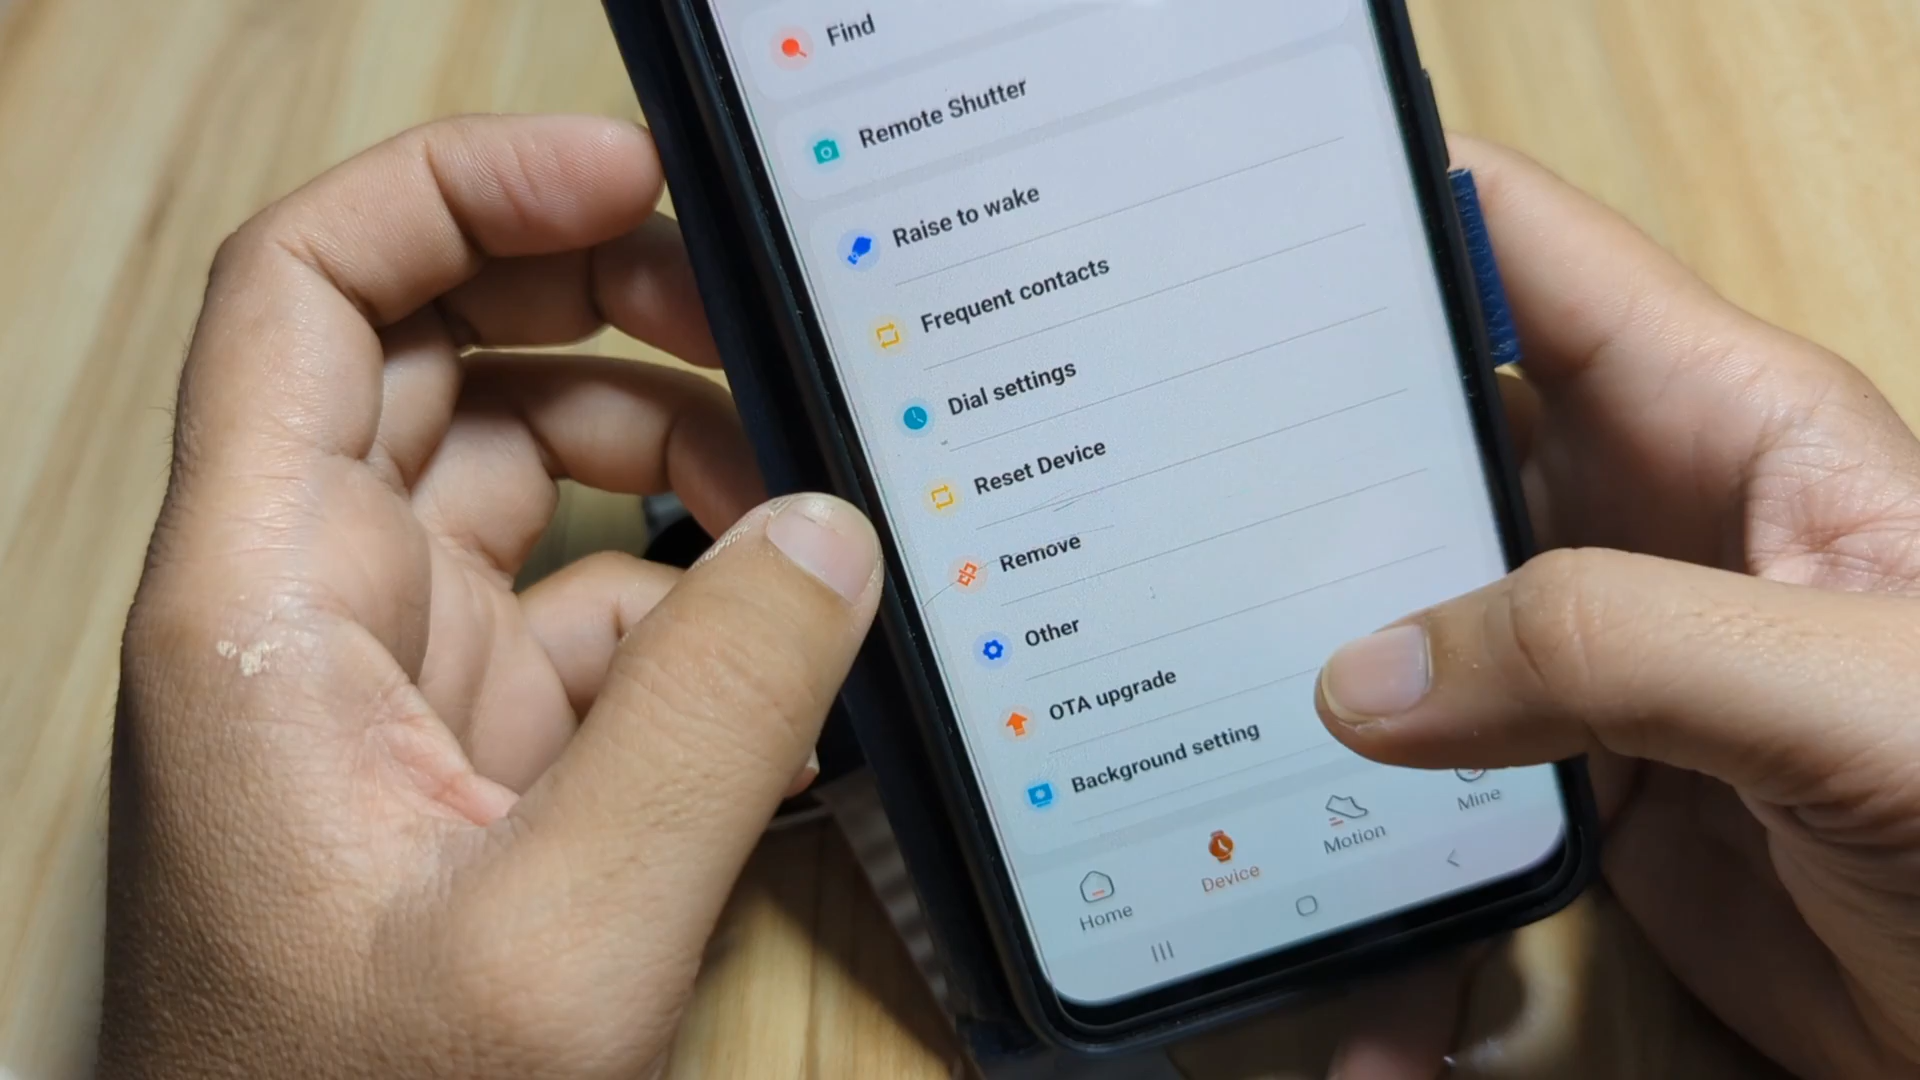 Find
Remote Shutter
Raise to wake
Frequent contacts
Dial settings
Reset Device
Remove
Other
OTA upgrade
Background setting
Home
Device
Motion
Mine